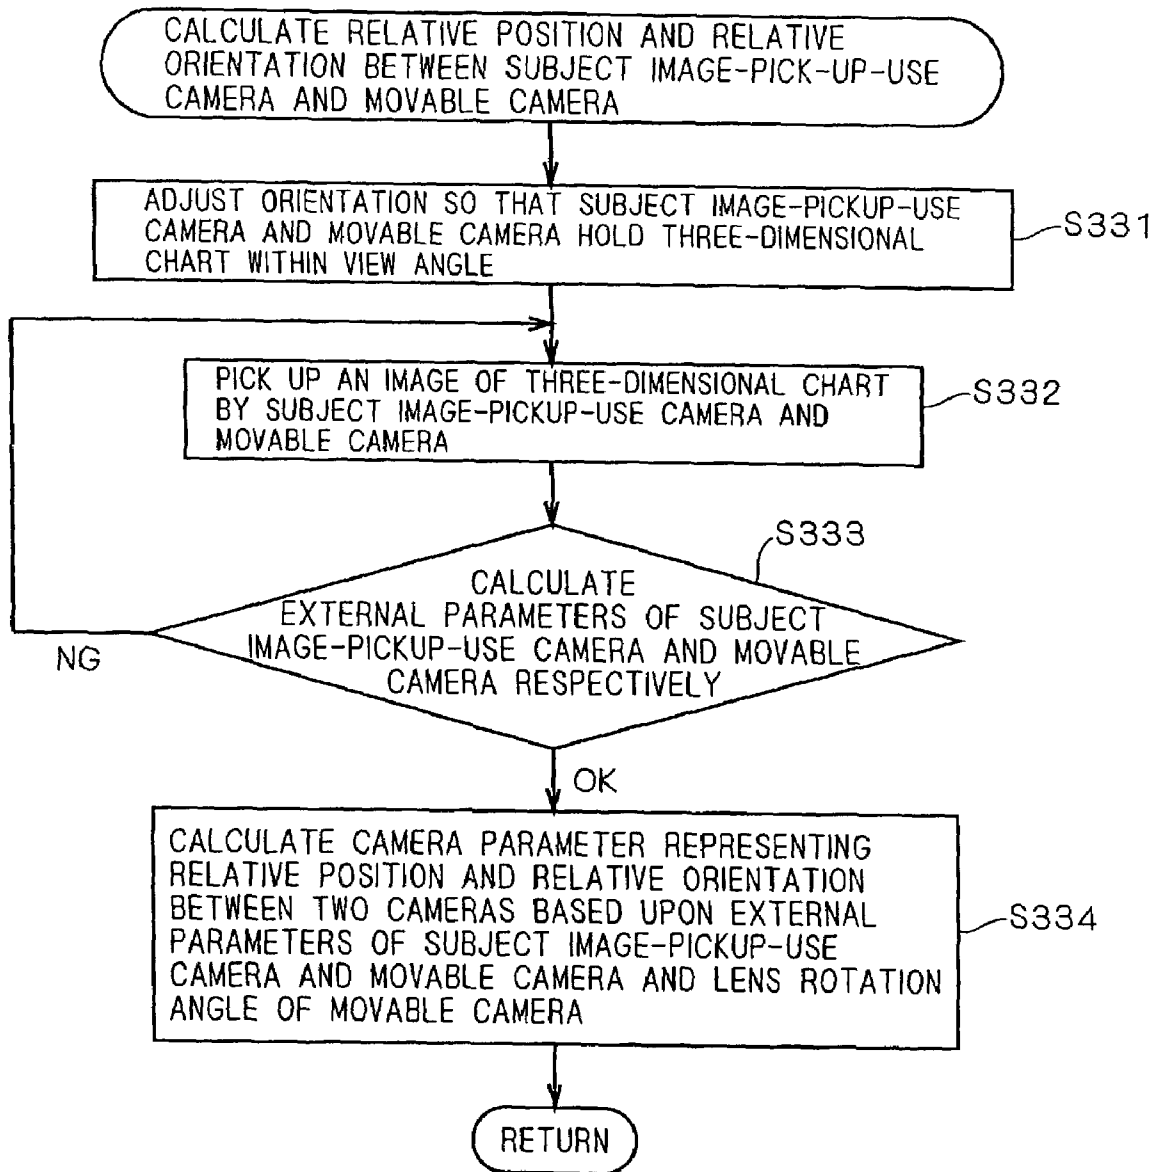 CALCULATE RELATIVE POSITION AND RELATIVE
ORIENTATION BETWEEN SUBJECT IMAGE-PICK-UP-USE
CAMERA AND MOVABLE CAMERA
ADJUST ORIENTATION SO THAT SUBJECT IMAGE-PICKUP-USE
CAMERA AND MOVABLE CAMERA HOLD THREE-DIMENSIONAL
CHART WITHIN VIEW ANGLE
S331
PICK UP AN IMAGE OF THREE-DIMENSIONAL CHART
BY SUBJECT IMAGE-PICKUP-USE CAMERA AND
MOVABLE CAMERA
S332
S333
CALCULATE
EXTERNAL PARAMETERS OF SUBJECT
IMAGE-PICKUP-USE CAMERA AND MOVABLE
CAMERA RESPECTIVELY
NG
OK
CALCULATE CAMERA PARAMETER REPRESENTING
RELATIVE POSITION AND RELATIVE ORIENTATION
BETWEEN TWO CAMERAS BASED UPON EXTERNAL
PARAMETERS OF SUBJECT IMAGE-PICKUP-USE
CAMERA AND MOVABLE CAMERA AND LENS ROTATION
ANGLE OF MOVABLE CAMERA
S334
RETURN